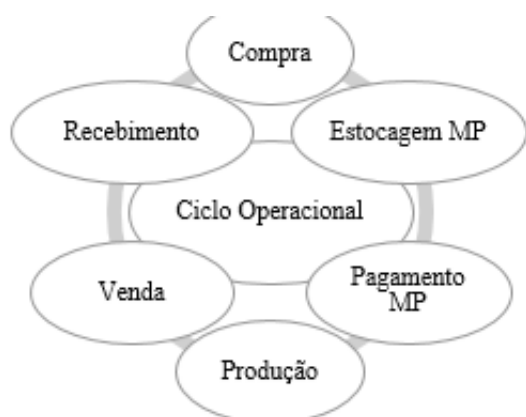 Compra
Recebimento
Estocagem MP
Ciclo Operacional
Venda
Pagamento
MP
Produção